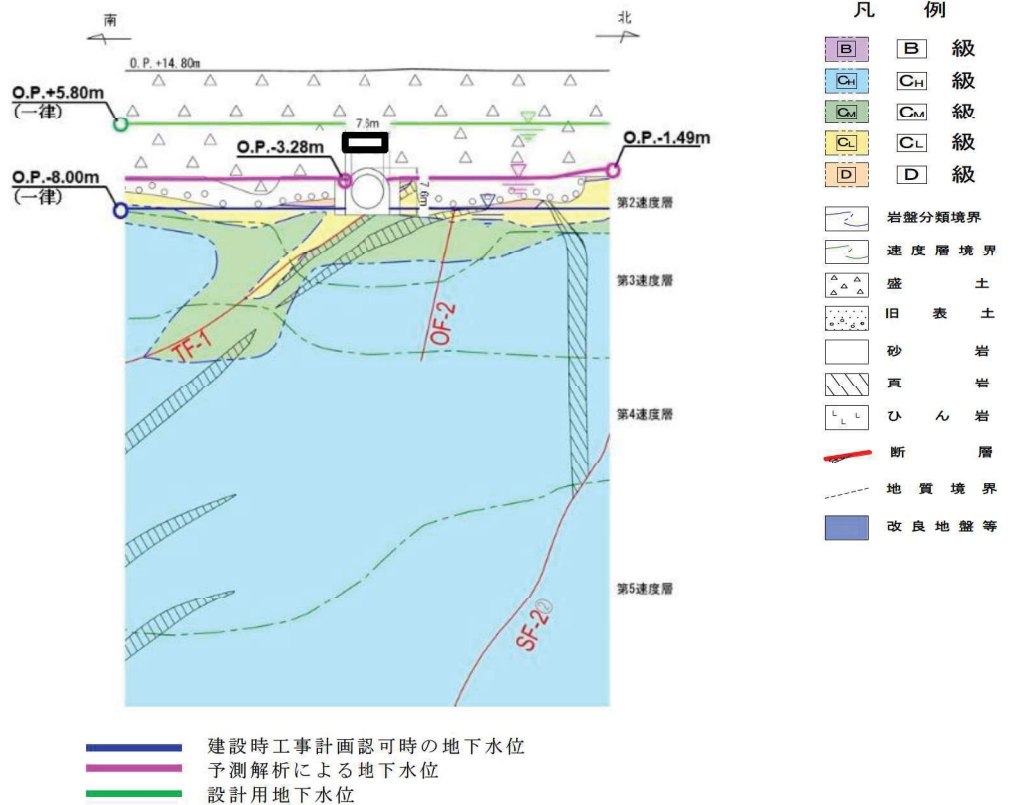 南
北
O.P.+14.80m
O.P.+5.80m
(一律)
7.6m
O.P.-3.28m
O.P.-1.49m
7.6m
O.P.-8.00m
(一律)
第2速度層
第3速度層
TF-1
OF-2
第4速度層
第5速度層
SF-2②
凡 例
B B 級
CH CH 級
CM CM 級
CL CL 級
D D 級
岩盤分類境界
速度層境界
盛土
旧表土
砂岩
頁岩
ひん岩
断層
地質境界
改良地盤等
建設時工事計画認可時の地下水位
予測解析による地下水位
設計用地下水位